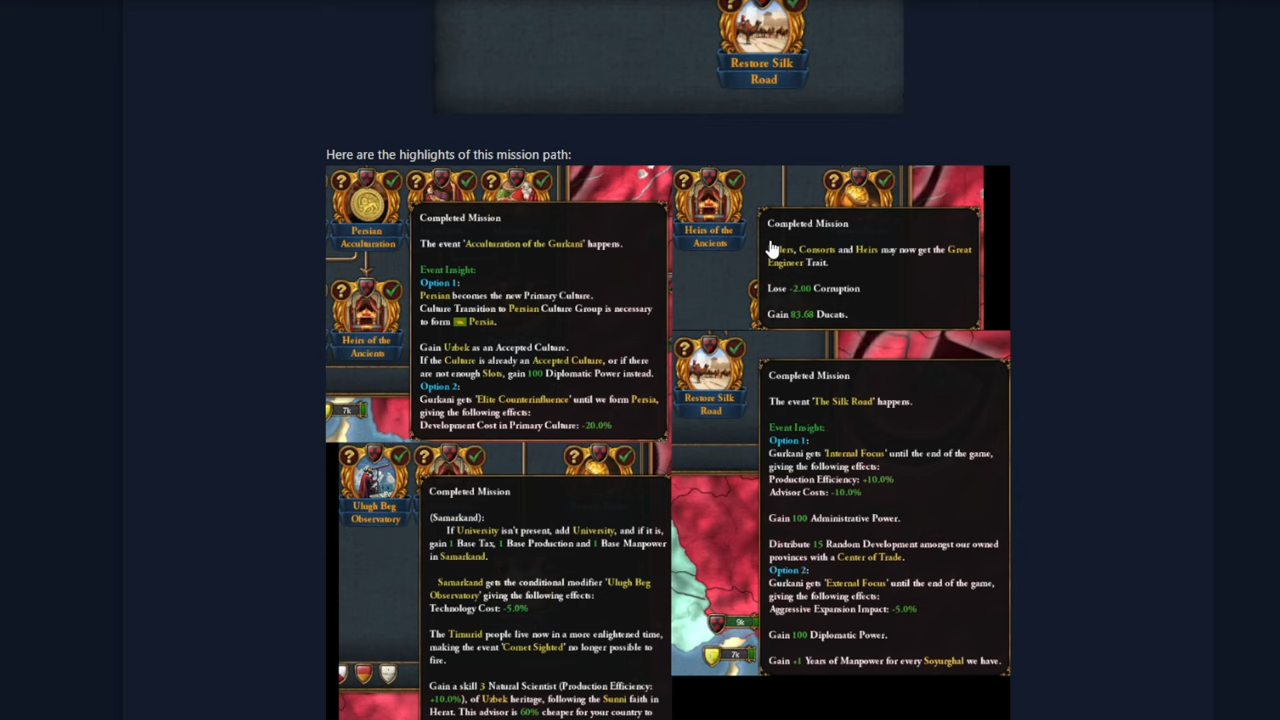 Restore Silk
Road
Here are the highlights of this mission path:
Persian
Acculturation
Heirs of the
Ancients
7k
Completed Mission
The event 'Acculturation of the Gurkani' happens.
Event Insight:
Option 1:
Persian becomes the new Primary Culture.
Culture Transition to Persian Culture Group is necessary
to form Persia.
Gain Uzbek as an Accepted Culture.
If the Culture is already an Accepted Culture, or if there
are not enough Slots, gain 100 Diplomatic Power instead.
Option 2:
Gurkani gets 'Elite Counterinfluence' until we form Persia,
giving the following effects:
Development Cost in Primary Culture: -20.0%
Heirs of the
Ancients
Completed Mission
Consorts and Heirs may now get the Great
Engineer Trait.
Lose -2.00 Corruption
Gain 83.68 Ducats.
Restore Silk
Road
Completed Mission
The event 'The Silk Road' happens.
Event Insight:
Option 1:
Gurkani gets 'Internal Focus' until the end of the game,
giving the following effects:
Production Efficiency: +10.0%
Advisor Costs: -10.0%
Gain 100 Administrative Power.
Distribute 15 Random Development amongst our owned
provinces with a Center of Trade.
Option 2:
Gurkani gets 'External Focus' until the end of the game,
giving the following effects:
Aggressive Expansion Impact: -5.0%
Gain 100 Diplomatic Power.
Gain +1 Years of Manpower for every Soyurghal we have.
9k
7k
Ulugh Beg
Observatory
Completed Mission
(Samarkand):
If University isn't present, add University, and if it is,
gain 1 Base Tax, 1 Base Production and 1 Base Manpower
in Samarkand.
Samarkand gets the conditional modifier 'Ulugh Beg
Observatory' giving the following effects:
Technology Cost: -5.0%
The Timurid people live now in a more enlightened time,
making the event 'Comet Sighted' no longer possible to
fire.
Gain a skill 3 Natural Scientist (Production Efficiency:
+10.0%), of Uzbek heritage, following the Sunni faith in
Herat. This advisor is 60% cheaper for your country to